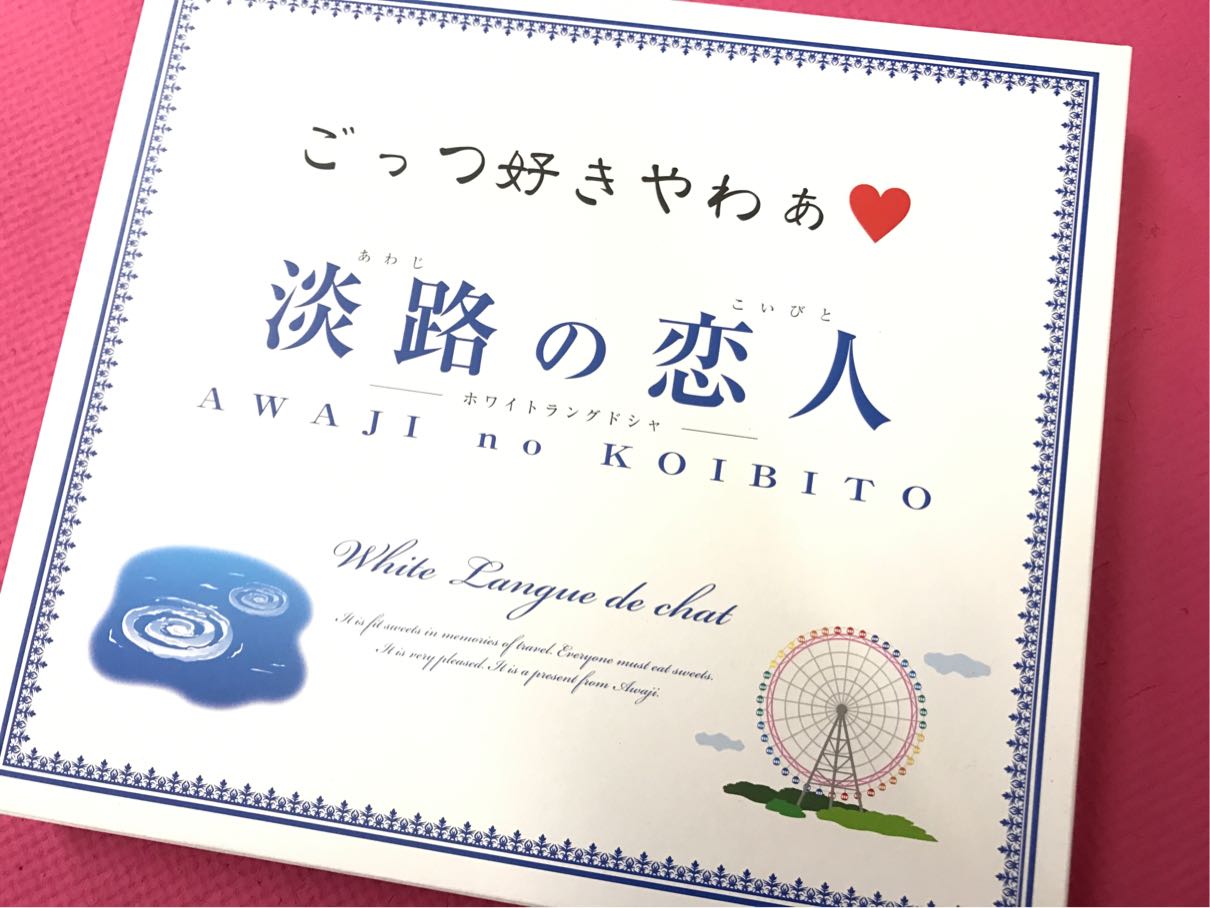 ごっつ好きやわぁ♥
あわじ
こいびと
淡路の恋人
ホワイトラングドシャ
AWAJI no KOIBITO
White Langue de chat
It is fit sweets in memories of travel. Everyone must eat sweets.
It is very pleased. It is a present from Awaji.